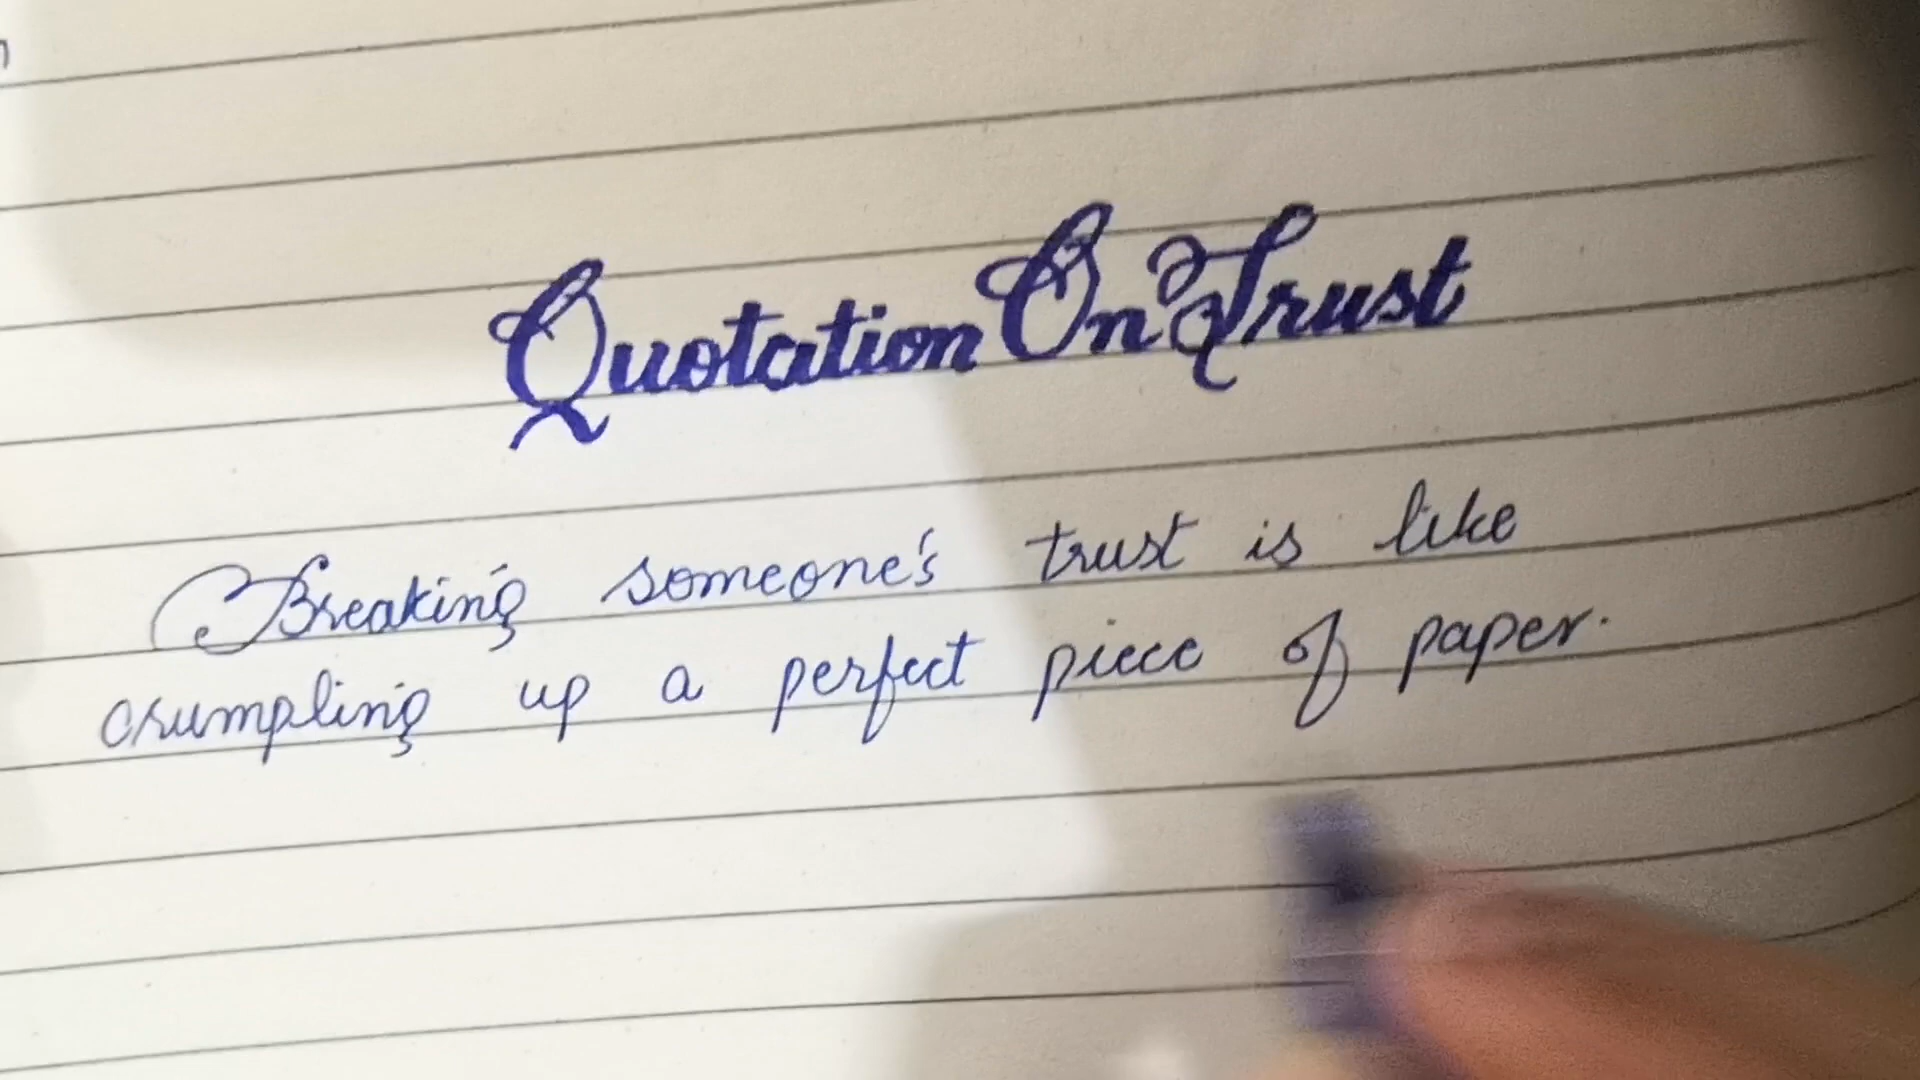 Quotation On Trust
Breaking someone's trust is like
crumpling up a perfect piece of paper.